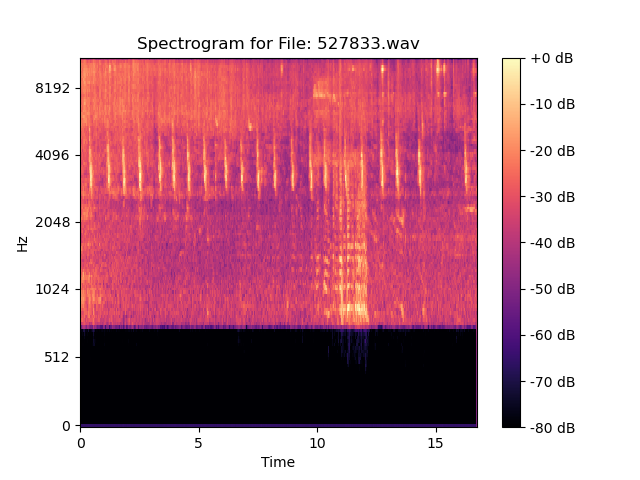 Spectrogram for File: 527833.wav
8192
4096
2048
1024
512
0
Hz
0
5
10
15
Time
+0 dB
-10 dB
-20 dB
-30 dB
-40 dB
-50 dB
-60 dB
-70 dB
-80 dB